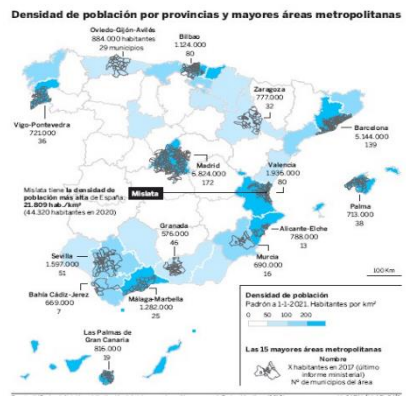 Densidad de población por provincias y mayores áreas metropolitanas
Oviedo-Gijón-Avilés
884.000 habitantes
29 municipios
Bilbao
1.124.000
80
Zaragoza
777.000
32
Barcelona
5.144.000
139
Vigo-Pontevedra
721.000
36
Madrid
6.824.000
172
Valencia
1.935.000
80
Mislata tiene la densidad de
población más alta de España:
21.809 hab./km²
(44.320 habitantes en 2020)
Mislata
Palma
713.000
38
Granada
576.000
46
Alicante-Elche
788.000
13
Sevilla
1.597.000
51
Murcia
690.000
16
100 Km
Bahía Cádiz-Jerez
669.000
7
Málaga-Marbella
1.282.000
25
Las Palmas de
Gran Canaria
816.000
19
Densidad de población
Padrón a 1-1-2021. Habitantes por km²
0 50 100 200
Las 15 mayores áreas metropolitanas
Nombre
X habitantes en 2017 (último
informe ministerial)
Nº de municipios del área